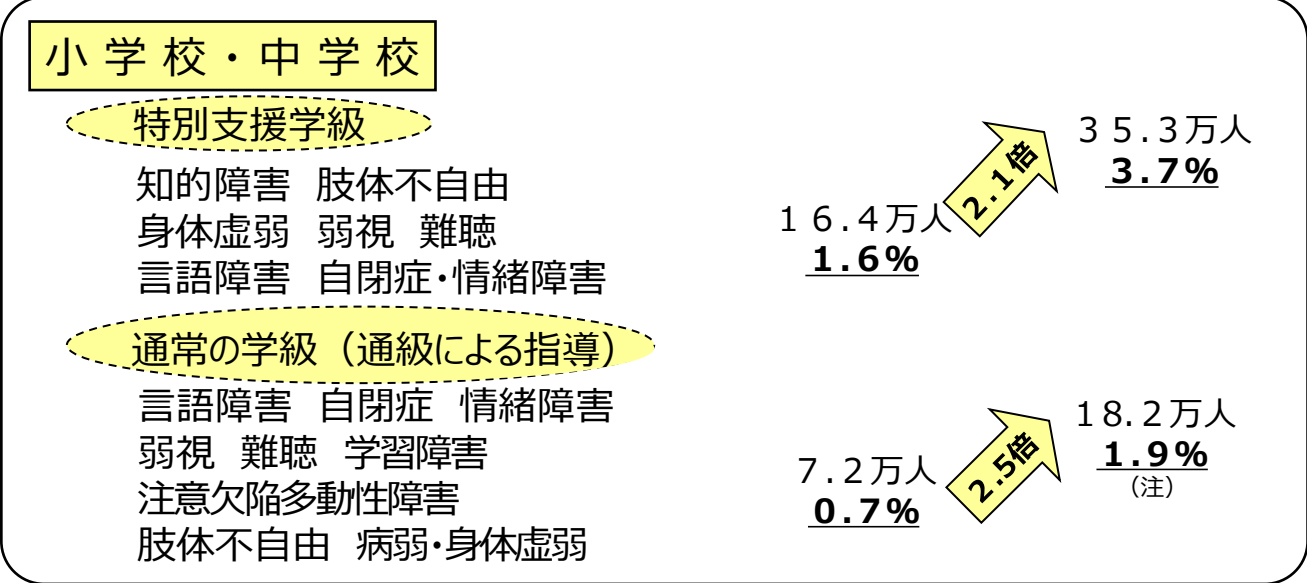 小学校・中学校
特別支援学級
知的障害 肢体不自由
身体虚弱 弱視 難聴
言語障害 自閉症・情緒障害
16.4万人
1.6%
2.1倍
35.3万人
3.7%
通常の学級（通級による指導）
言語障害 自閉症 情緒障害
弱視 難聴 学習障害
注意欠陥多動性障害
肢体不自由 病弱・身体虚弱
7.2万人
0.7%
2.5倍
18.2万人
1.9%
（注）